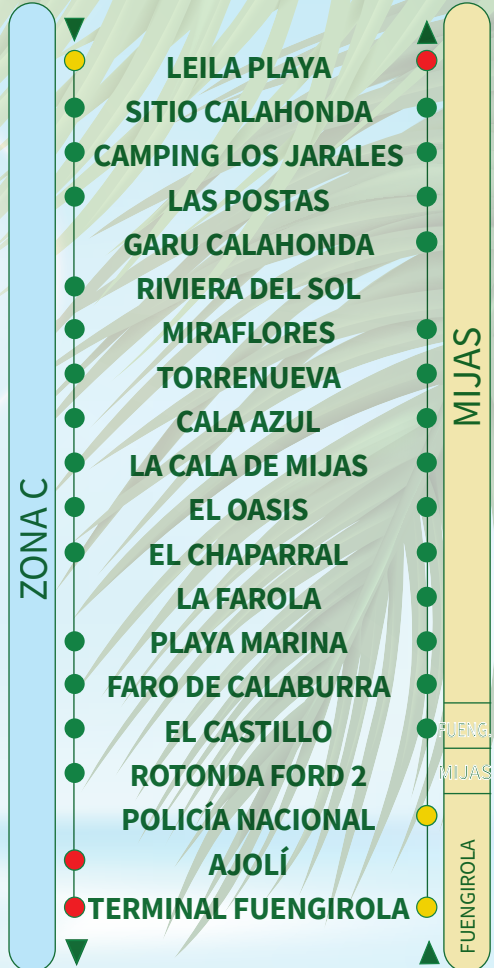 LEILA PLAYA
SITIO CALAHONDA
CAMPING LOS JARALES
LAS POSTAS
GARU CALAHONDA
RIVIERA DEL SOL
MIRAFLORES
TORRENUEVA
CALA AZUL
LA CALA DE MIJAS
EL OASIS
EL CHAPARRAL
LA FAROLA
PLAYA MARINA
FARO DE CALABURRA
EL CASTILLO
ROTONDA FORD 2
POLICÍA NACIONAL
AJOLÍ
TERMINAL FUENGIROLA
ZONA C
MIJAS
FUENG.
MIJAS
FUENGIROLA